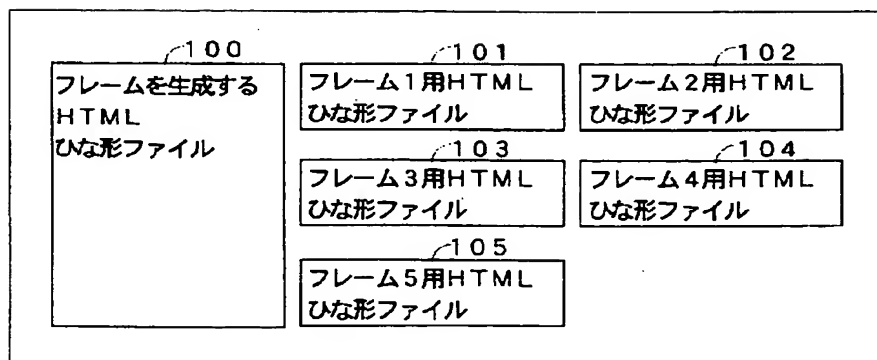 100
フレームを生成する
HTML
ひな形ファイル
101
フレーム1用HTML
ひな形ファイル
102
フレーム2用HTML
ひな形ファイル
103
フレーム3用HTML
ひな形ファイル
104
フレーム4用HTML
ひな形ファイル
105
フレーム5用HTML
ひな形ファイル